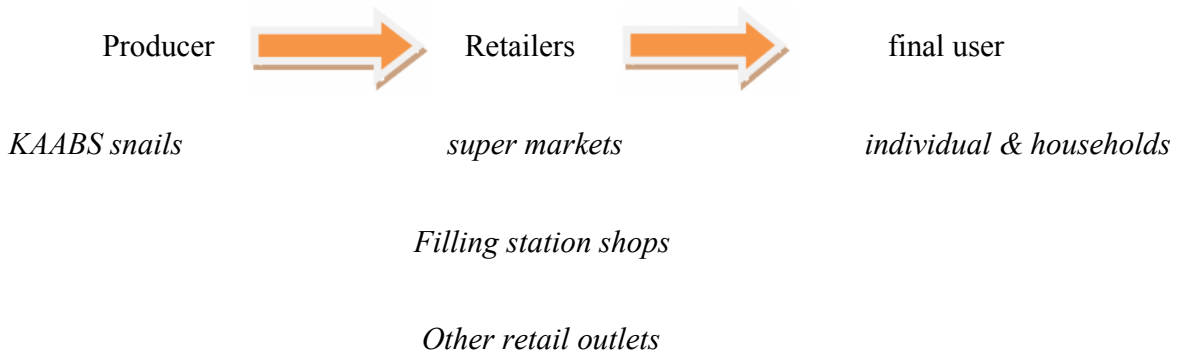 Producer Retailers final user
KAABS snails super markets individual & households
Filling station shops
Other retail outlets